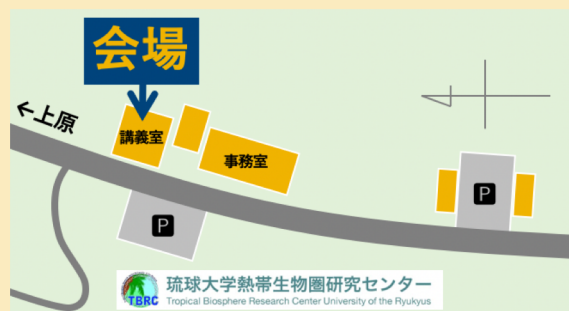 会場
←上原
講義室
事務室
P
P
TBRC
琉球大学熱帯生物圏研究センター
Tropical Biosphere Research Center University of the Ryukyus